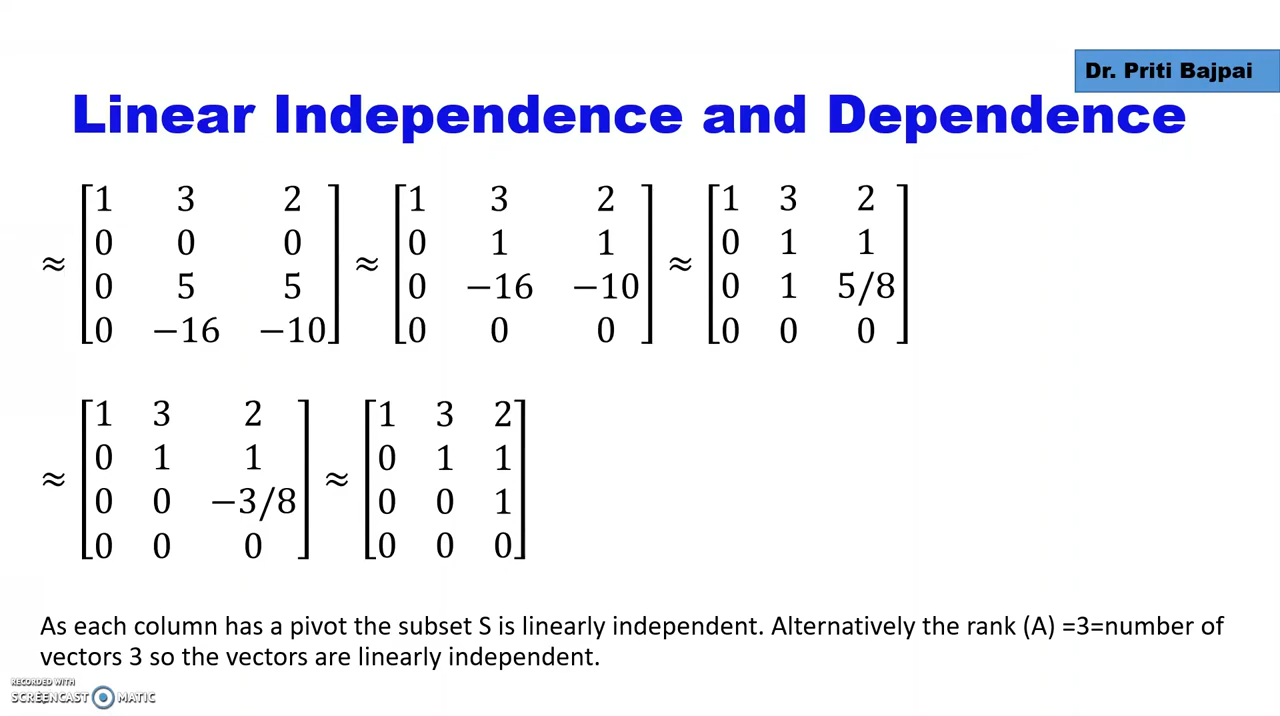 Dr. Priti Bajpai
Linear Independence and Dependence
≈ [1 3 2; 0 0 0; 0 5 5; 0 −16 −10] ≈ [1 3 2; 0 1 1; 0 −16 −10; 0 0 0] ≈ [1 3 2; 0 1 1; 0 1 5/8; 0 0 0]
≈ [1 3 2; 0 1 1; 0 0 −3/8; 0 0 0] ≈ [1 3 2; 0 1 1; 0 0 1; 0 0 0]
As each column has a pivot the subset S is linearly independent. Alternatively the rank (A) =3=number of
vectors 3 so the vectors are linearly independent.
RECORDED WITH
SCREENCAST MATIC